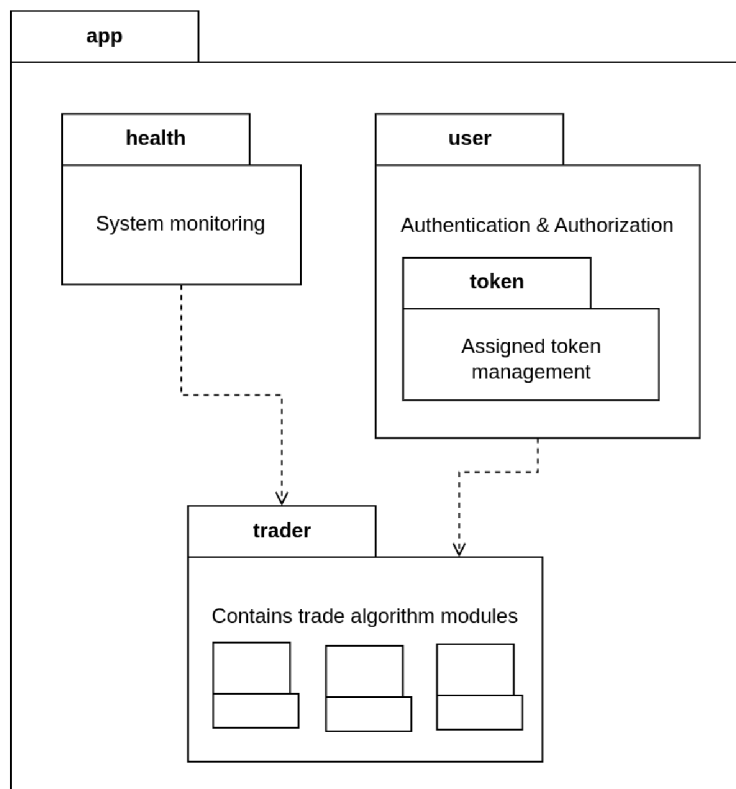 app
health
System monitoring
user
Authentication & Authorization
token
Assigned token
management
trader
Contains trade algorithm modules